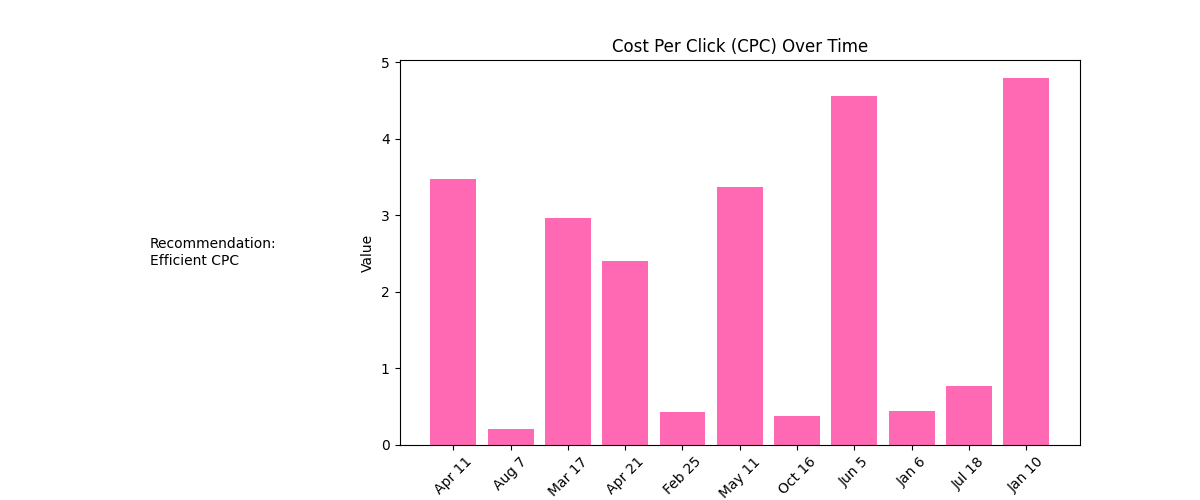 Cost Per Click (CPC) Over Time
Recommendation:
Efficient CPC
Value
5
4
3
2
1
0
Apr 11
Aug 7
Mar 17
Apr 21
Feb 25
May 11
Oct 16
Jun 5
Jan 6
Jul 18
Jan 10